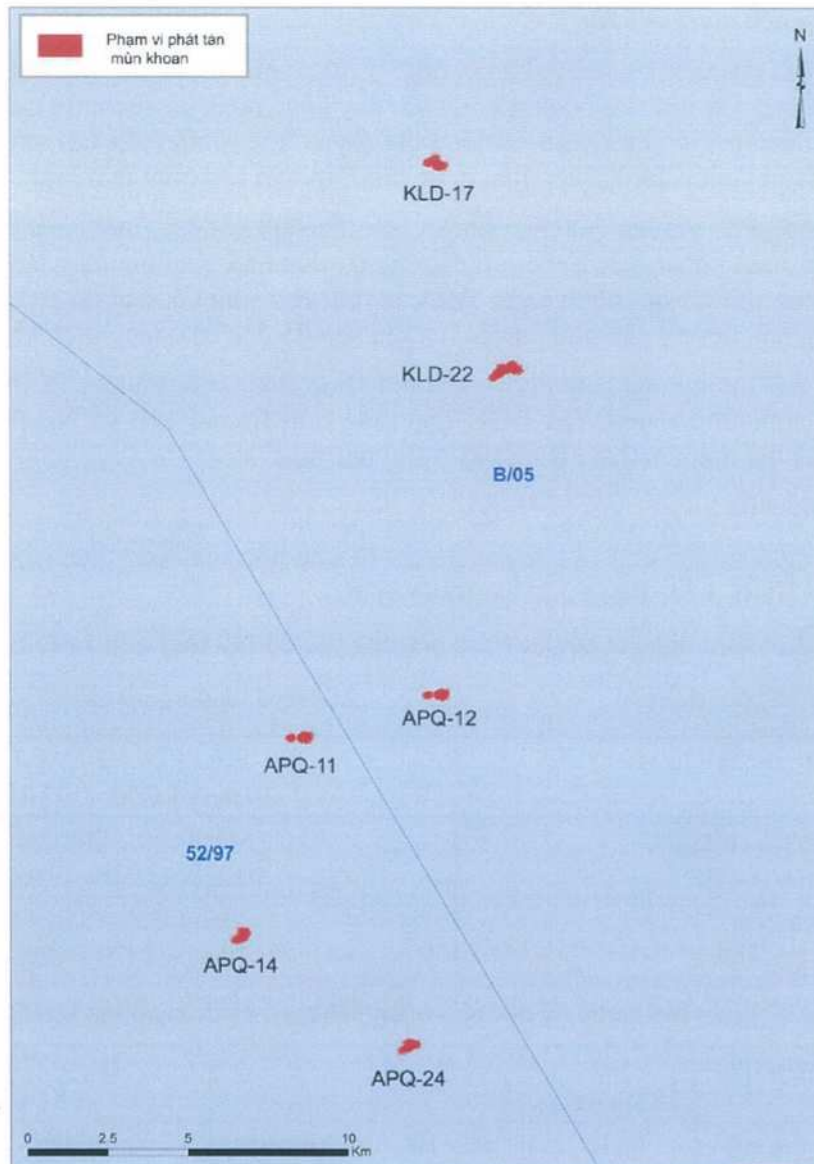 Phạm vi phát tán
mùn khoan
N
KLD-17
KLD-22
B/05
APQ-12
APQ-11
52/97
APQ-14
APQ-24
0 2.5 5 10
Km